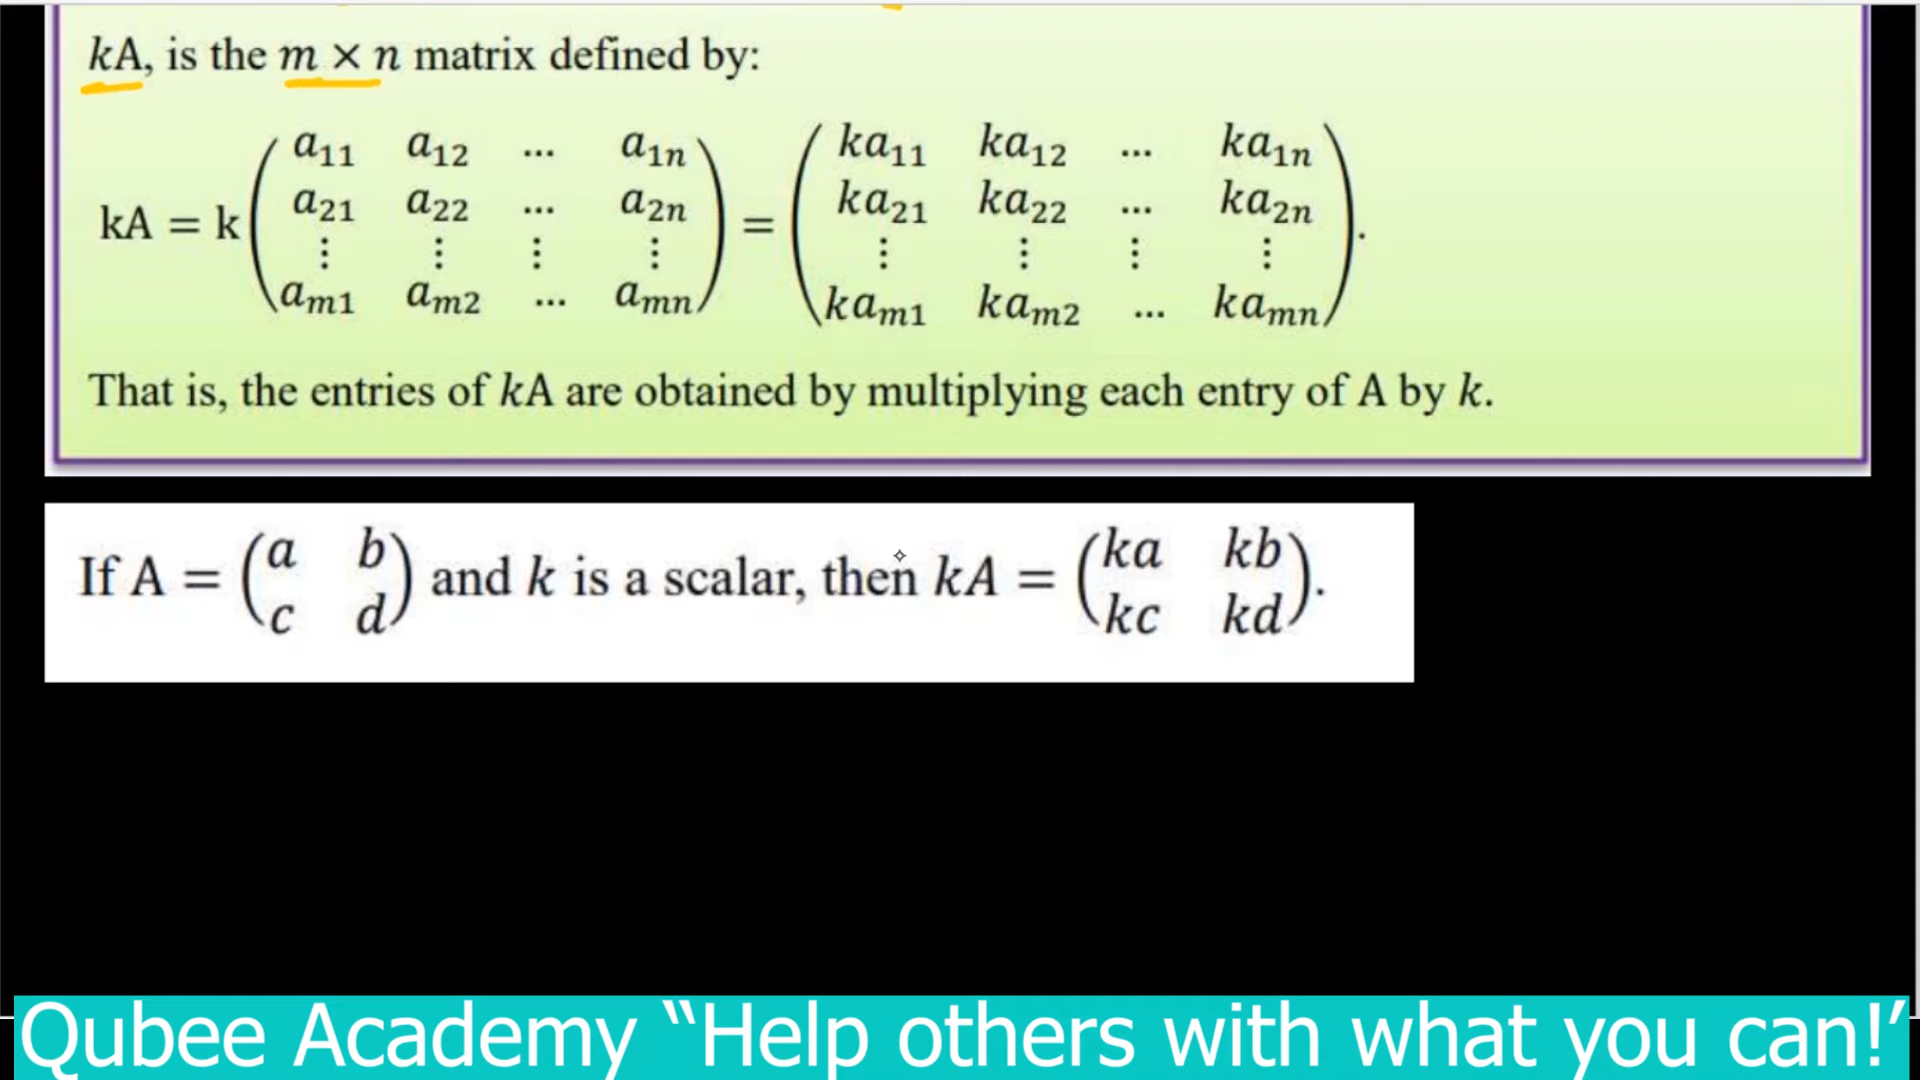 kA, is the m × n matrix defined by:
kA = k(a₁₁ a₁₂ ... a₁ₙ
a₂₁ a₂₂ ... a₂ₙ
⋮ ⋮ ⋮ ⋮
aₘ₁ aₘ₂ ... aₘₙ) = (ka₁₁ ka₁₂ ... ka₁ₙ
ka₂₁ ka₂₂ ... ka₂ₙ
⋮ ⋮ ⋮ ⋮
kaₘ₁ kaₘ₂ ... kaₘₙ).
That is, the entries of kA are obtained by multiplying each entry of A by k.
If A = (a b
c d) and k is a scalar, then kA = (ka kb
kc kd).
Qubee Academy “Help others with what you can!’